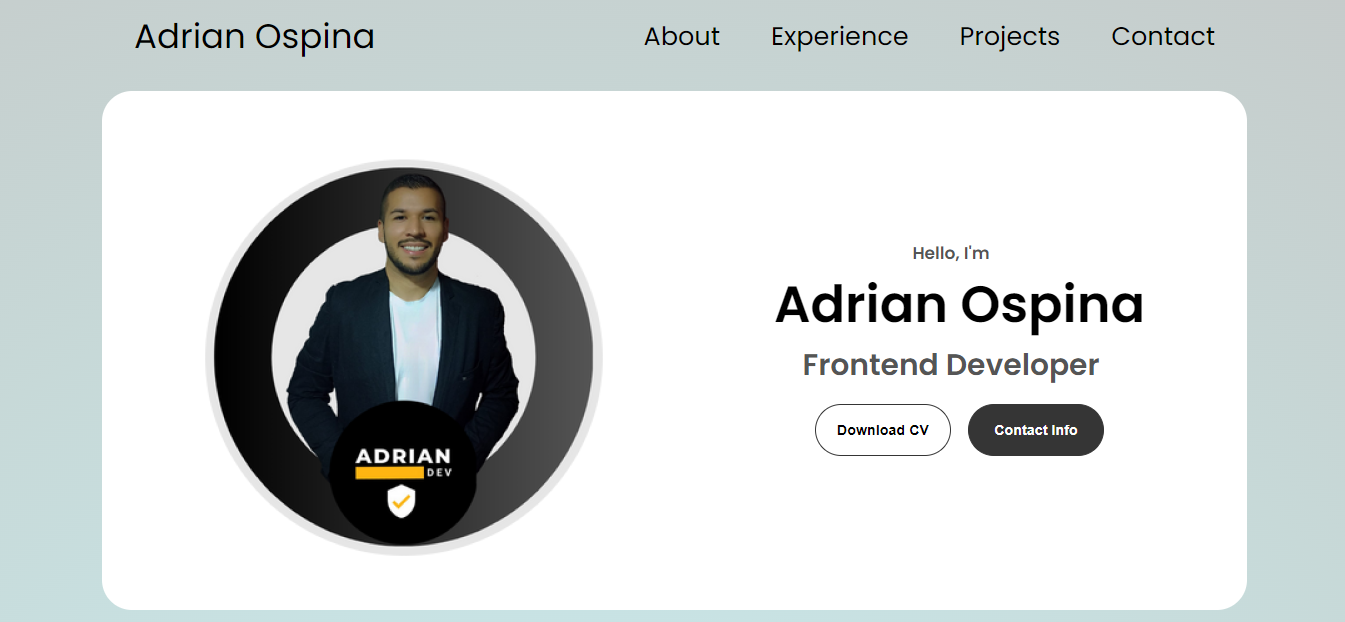 Adrian Ospina
About Experience Projects Contact
Hello, I'm
Adrian Ospina
Frontend Developer
Download CV Contact Info
ADRIAN
DEV